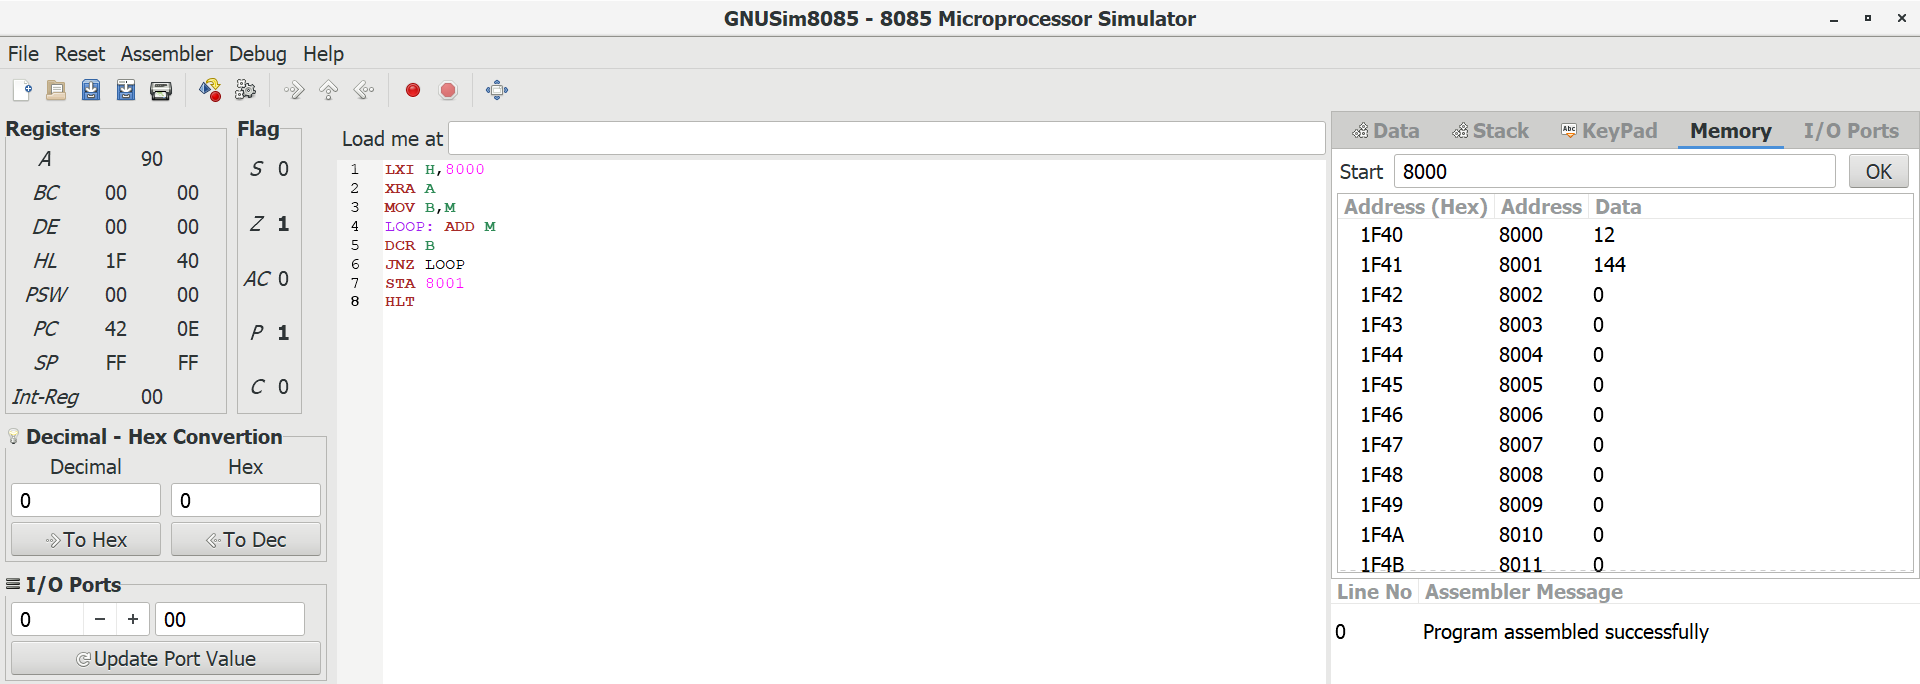 GNUSim8085 - 8085 Microprocessor Simulator
File Reset Assembler Debug Help
Registers
A 90
BC 00 00
DE 00 00
HL 1F 40
PSW 00 00
PC 42 0E
SP FF FF
Int-Reg 00
Flag
S 0
Z 1
AC 0
P 1
C 0
Decimal - Hex Convertion
Decimal Hex
0 0
To Hex To Dec
I/O Ports
0 − + 00
Update Port Value
Load me at
1 LXI H,8000
2 XRA A
3 MOV B,M
4 LOOP: ADD M
5 DCR B
6 JNZ LOOP
7 STA 8001
8 HLT
Data Stack Abc KeyPad Memory I/O Ports
Start 8000 OK
Address (Hex) Address Data
1F40 8000 12
1F41 8001 144
1F42 8002 0
1F43 8003 0
1F44 8004 0
1F45 8005 0
1F46 8006 0
1F47 8007 0
1F48 8008 0
1F49 8009 0
1F4A 8010 0
1F4B 8011 0
Line No Assembler Message
0 Program assembled successfully